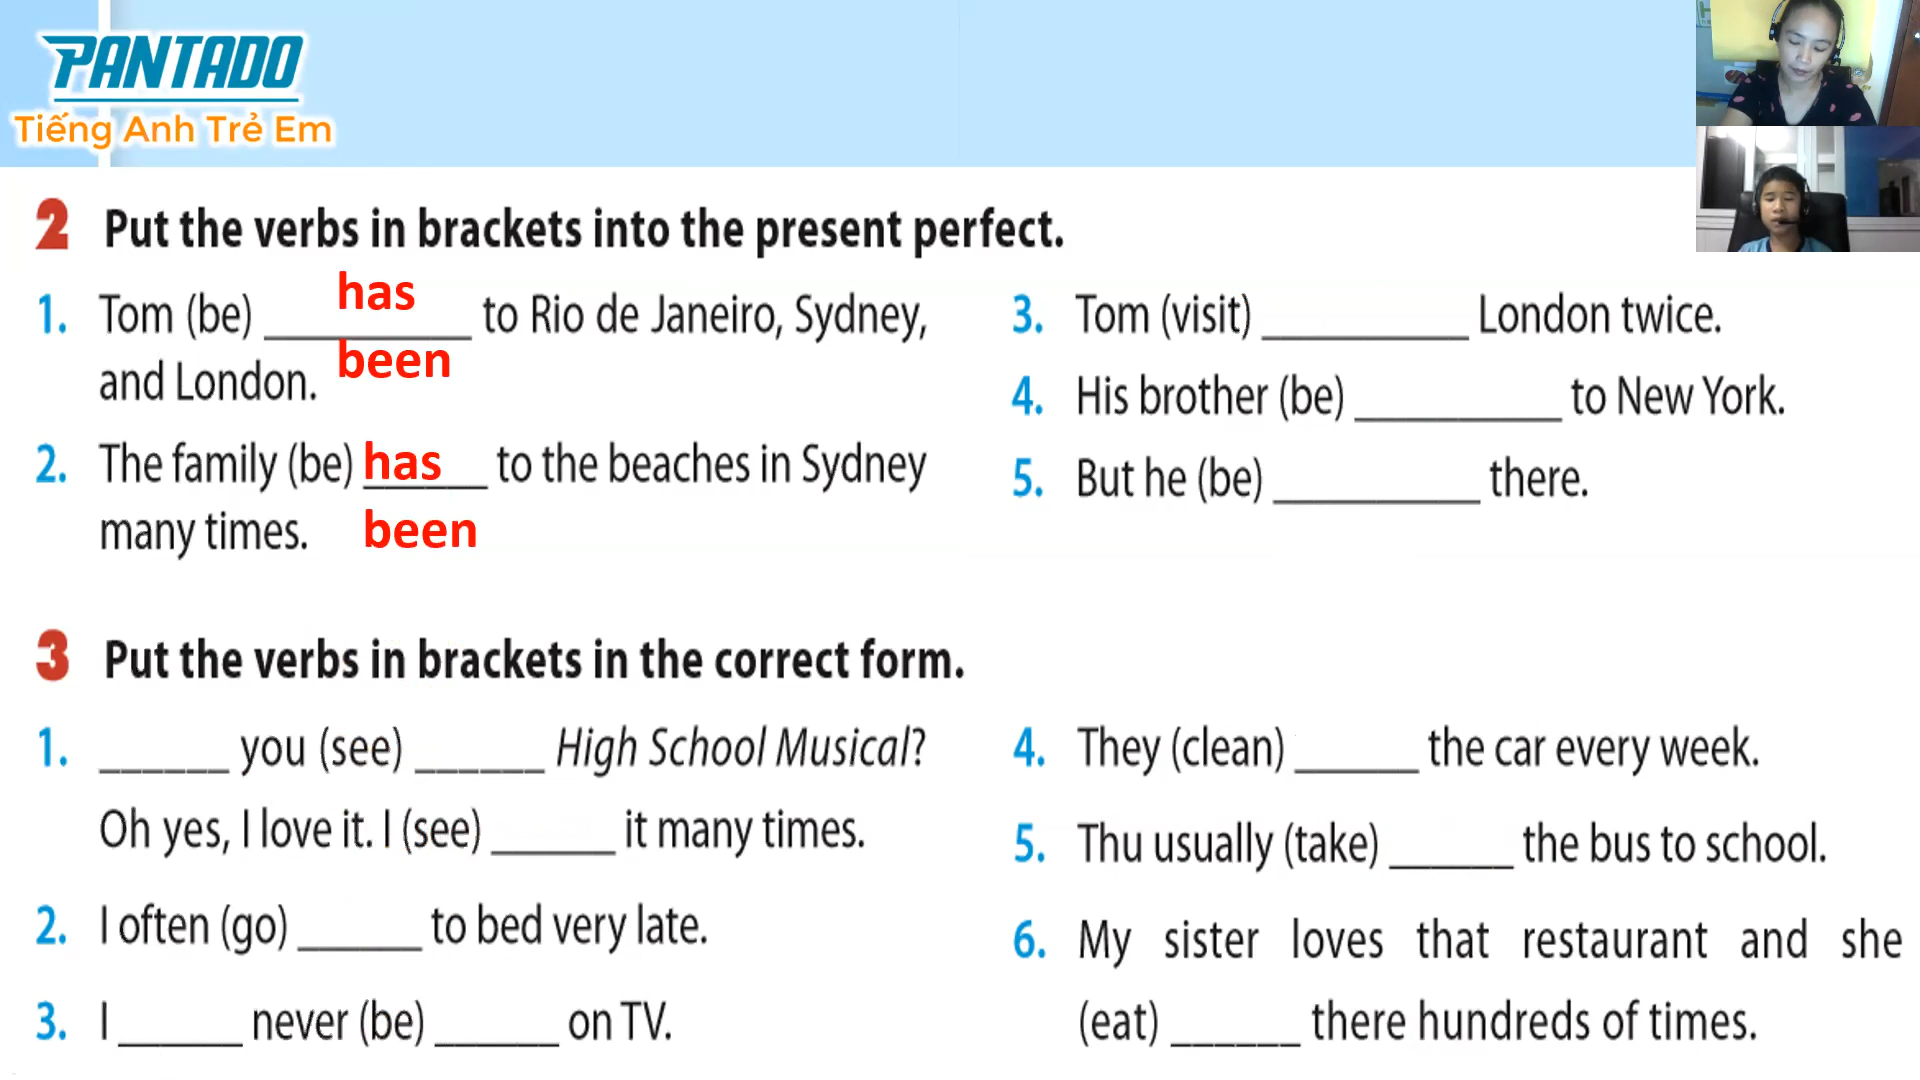 PANTADO
Tiếng Anh Trẻ Em
2 Put the verbs in brackets into the present perfect.
1. Tom (be) __________ to Rio de Janeiro, Sydney,
and London.
has
been
2. The family (be) ______ to the beaches in Sydney
many times.
has
been
3. Tom (visit) __________ London twice.
4. His brother (be) __________ to New York.
5. But he (be) __________ there.
3 Put the verbs in brackets in the correct form.
1. ______ you (see) ______ High School Musical?
Oh yes, I love it. I (see) ______ it many times.
2. I often (go) ______ to bed very late.
3. I ______ never (be) ______ on TV.
4. They (clean) ______ the car every week.
5. Thu usually (take) ______ the bus to school.
6. My sister loves that restaurant and she
(eat) ______ there hundreds of times.